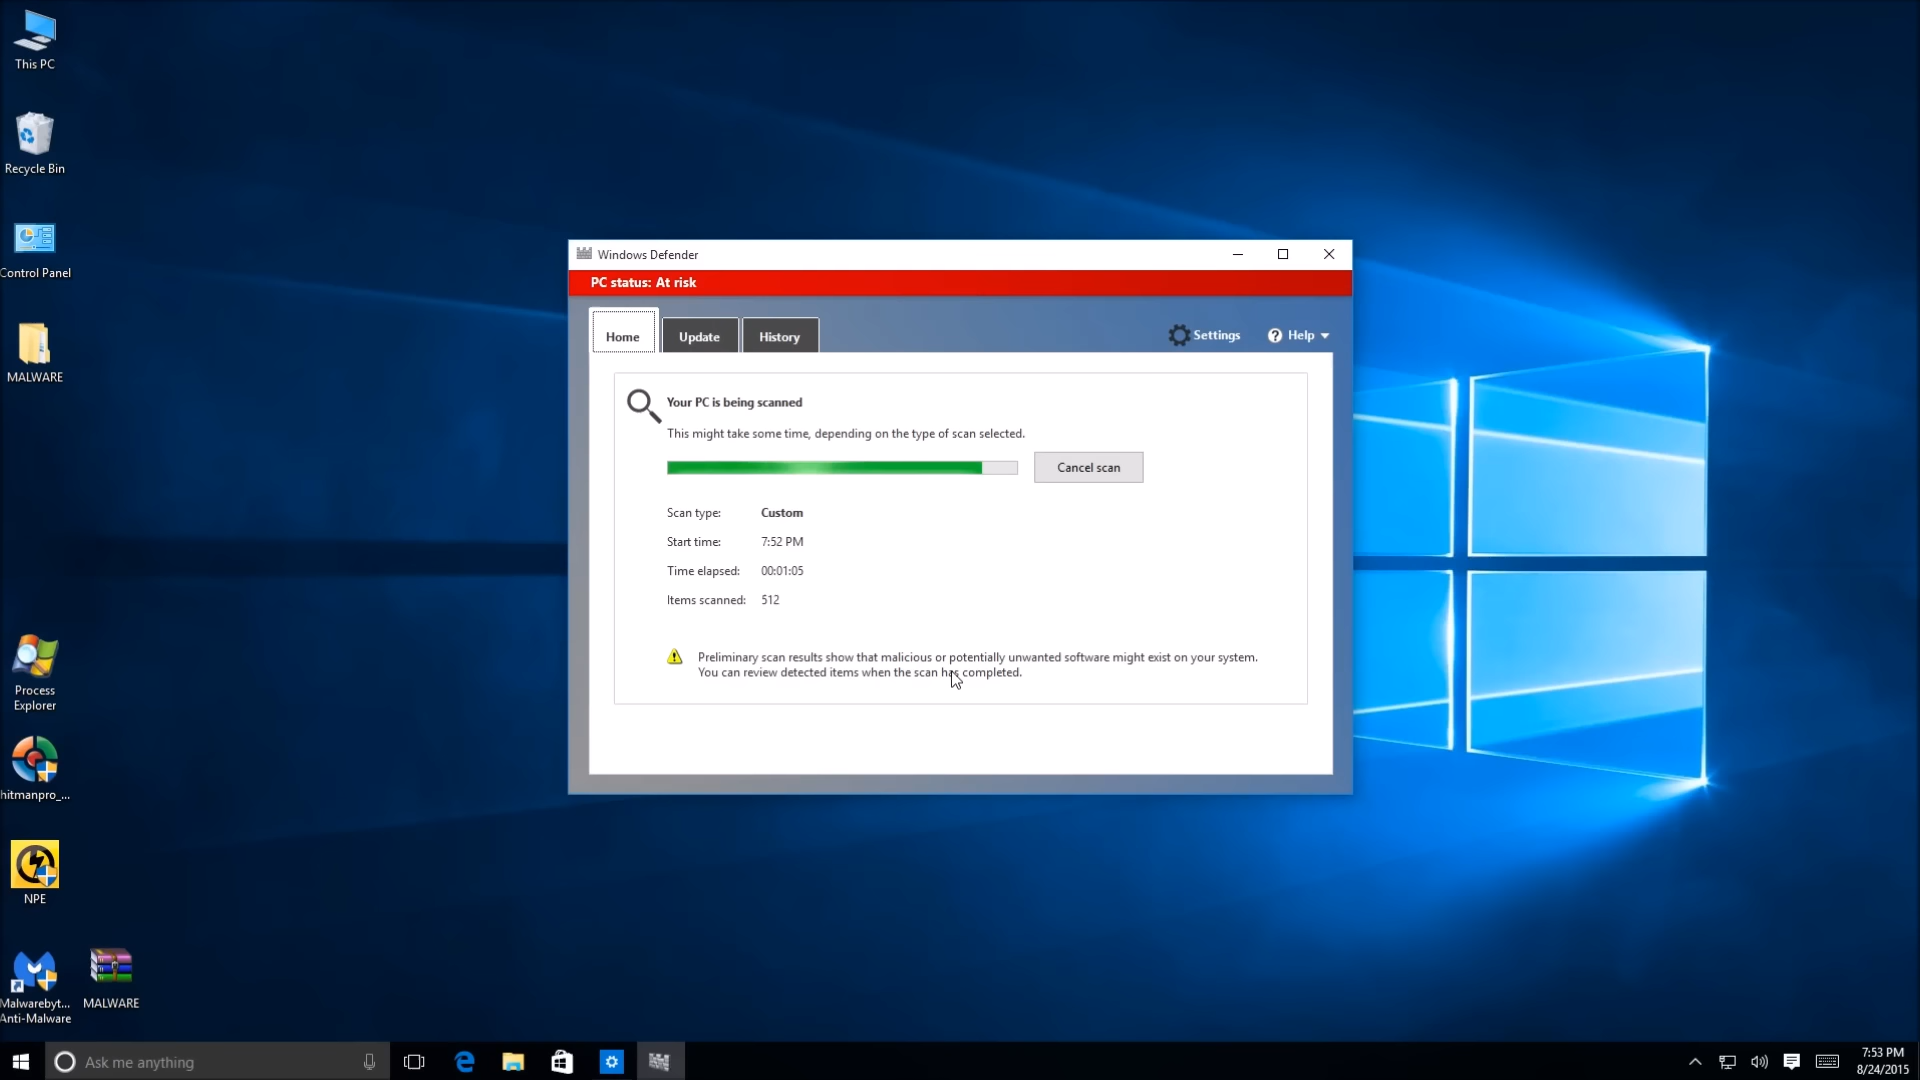 This PC
Recycle Bin
Control Panel
MALWARE
Process
Explorer
hitmanpro_...
NPE
Malwarebyt...
Anti-Malware
MALWARE
Windows Defender
PC status: At risk
Home
Update
History
Settings
Help
Your PC is being scanned
This might take some time, depending on the type of scan selected.
Cancel scan
Scan type: Custom
Start time: 7:52 PM
Time elapsed: 00:01:05
Items scanned: 512
Preliminary scan results show that malicious or potentially unwanted software might exist on your system.
You can review detected items when the scan has completed.
Ask me anything
7:53 PM
8/24/2015